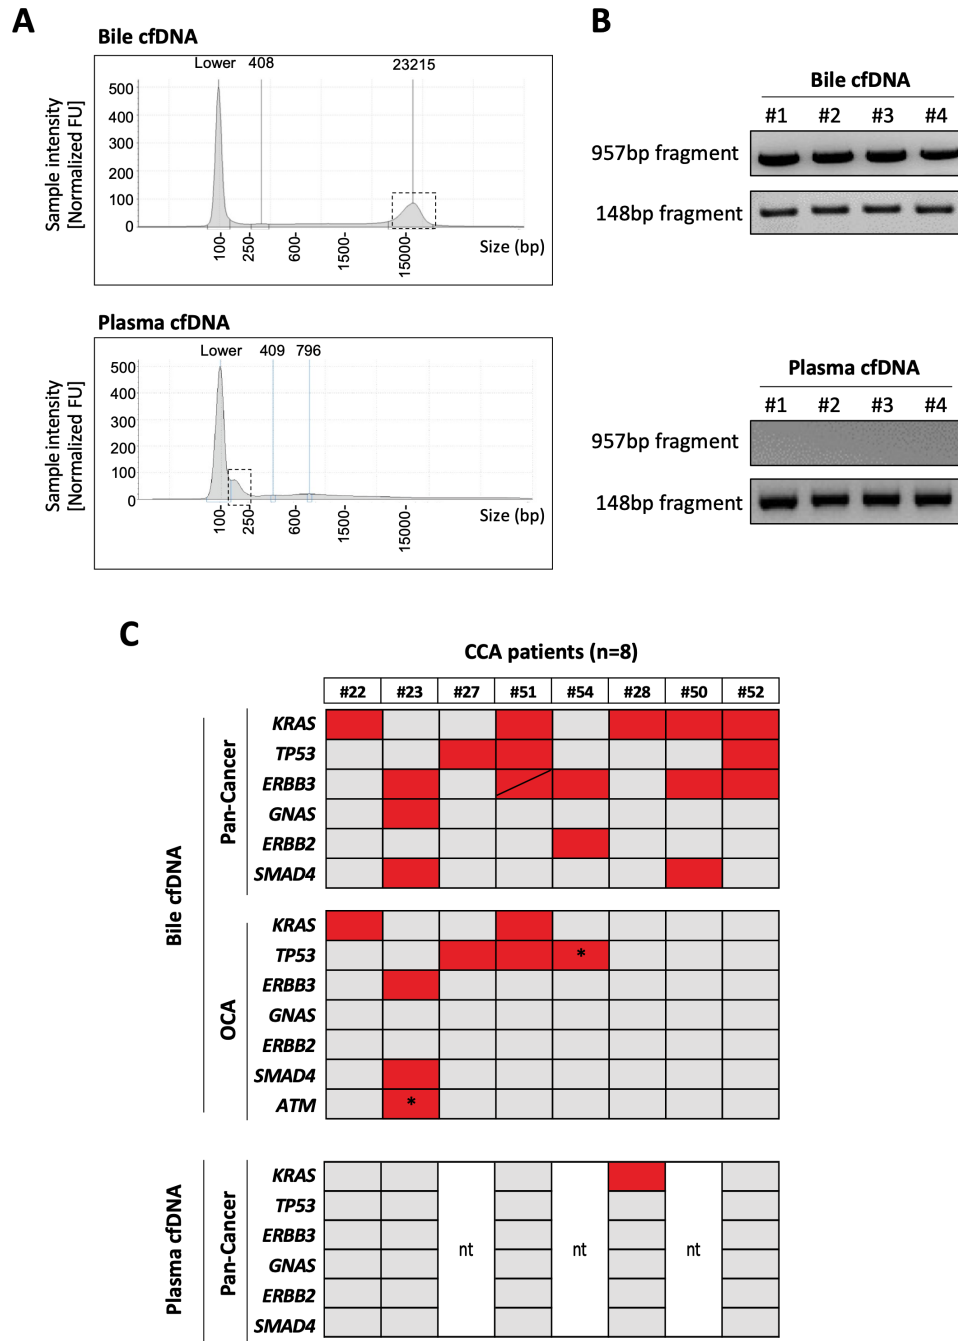 A
Bile cfDNA
Lower 408 23215
Sample intensity
[Normalized FU]
500
400
300
200
100
0
100 250 600 1500 15000
Size (bp)
Plasma cfDNA
Lower 409 796
Sample intensity
[Normalized FU]
500
400
300
200
100
0
100 250 600 1500 15000
Size (bp)
B
Bile cfDNA
#1 #2 #3 #4
957bp fragment
148bp fragment
Plasma cfDNA
#1 #2 #3 #4
957bp fragment
148bp fragment
C
CCA patients (n=8)
#22 #23 #27 #51 #54 #28 #50 #52
Bile cfDNA
Pan-Cancer
KRAS
TP53
ERBB3
GNAS
ERBB2
SMAD4
OCA
KRAS
TP53 *
ERBB3
GNAS
ERBB2
SMAD4
ATM *
Plasma cfDNA
Pan-Cancer
KRAS
TP53
ERBB3
nt nt nt
GNAS
ERBB2
SMAD4